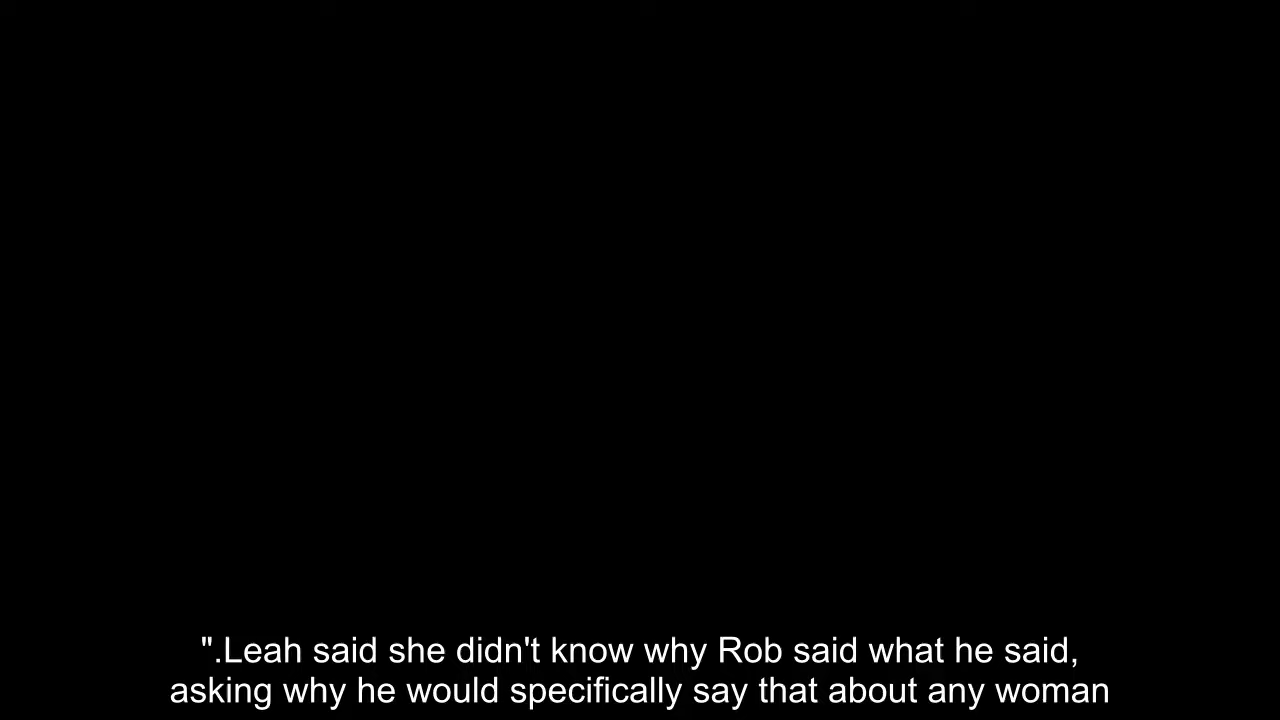 ".Leah said she didn't know why Rob said what he said,
asking why he would specifically say that about any woman